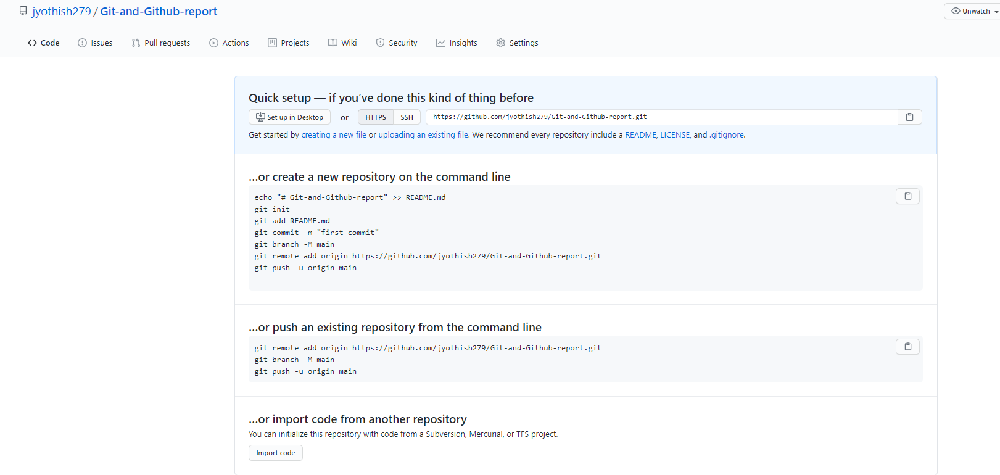 jyothish279 / Git-and-Github-report
Unwatch
Code Issues Pull requests Actions Projects Wiki Security Insights Settings
Quick setup — if you’ve done this kind of thing before
Set up in Desktop or HTTPS SSH https://github.com/jyothish279/Git-and-Github-report.git
Get started by creating a new file or uploading an existing file. We recommend every repository include a README, LICENSE, and .gitignore.
…or create a new repository on the command line
echo "# Git-and-Github-report" >> README.md
git init
git add README.md
git commit -m "first commit"
git branch -M main
git remote add origin https://github.com/jyothish279/Git-and-Github-report.git
git push -u origin main
…or push an existing repository from the command line
git remote add origin https://github.com/jyothish279/Git-and-Github-report.git
git branch -M main
git push -u origin main
…or import code from another repository
You can initialize this repository with code from a Subversion, Mercurial, or TFS project.
Import code